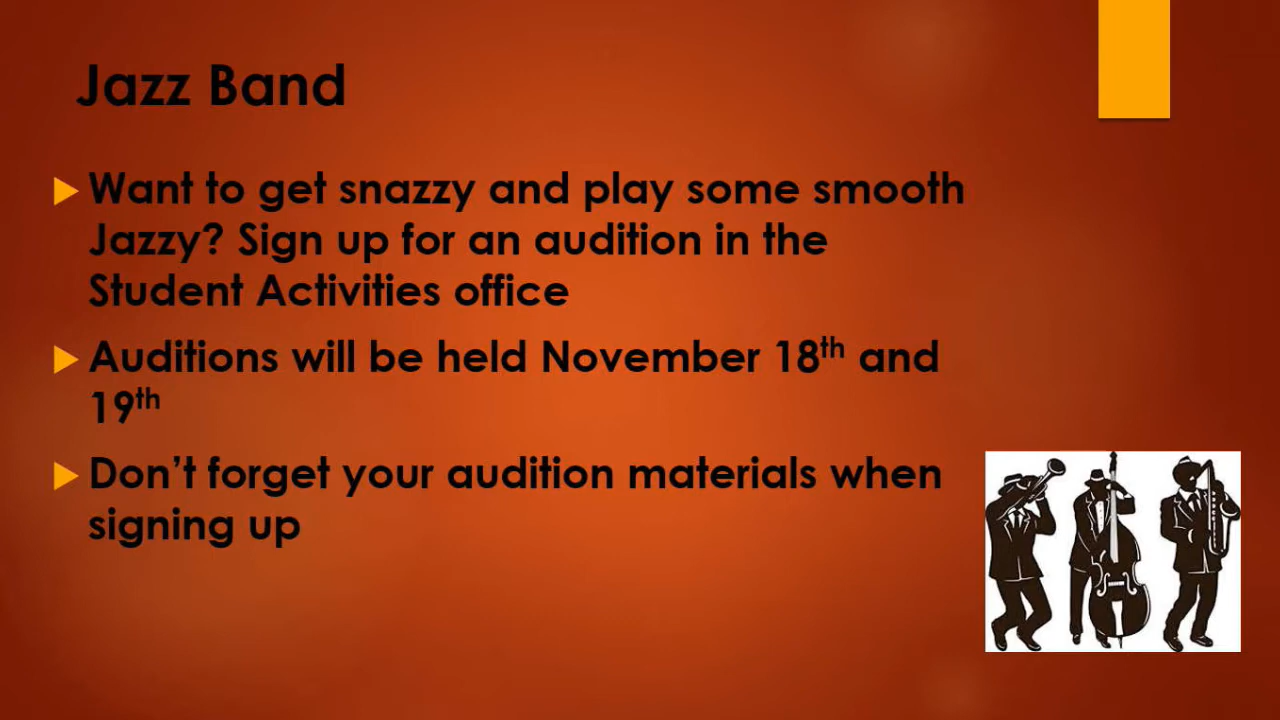 Jazz Band
Want to get snazzy and play some smooth
Jazzy? Sign up for an audition in the
Student Activities office
Auditions will be held November 18th and
19th
Don’t forget your audition materials when
signing up